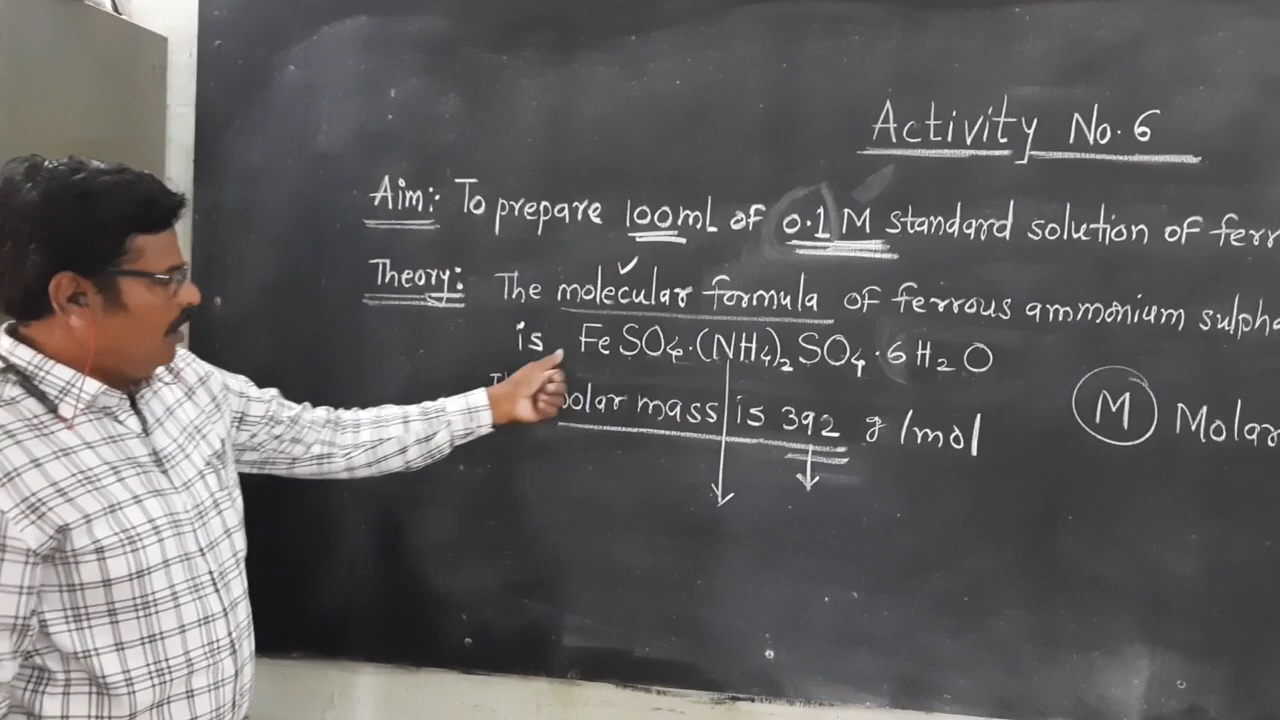 Activity No. 6
Aim:- To prepare 100mL of 0.1 M standard solution of ferr
Theory:- The molecular formula of ferrous ammonium sulpha
is FeSO₄·(NH₄)₂SO₄·6H₂O
molar mass is 392 g/mol
M Molar